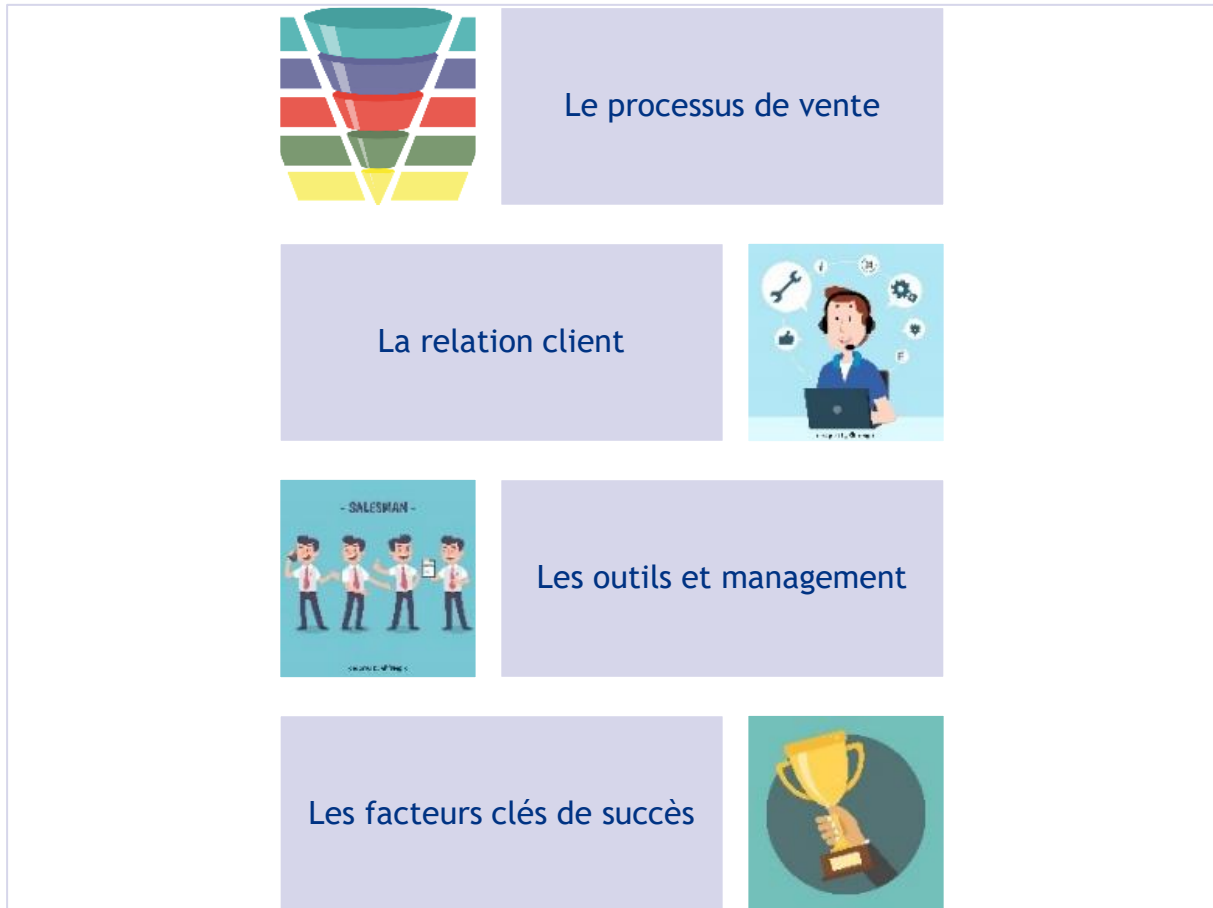 Le processus de vente
La relation client
- SALESMAN -
Les outils et management
Les facteurs clés de succès